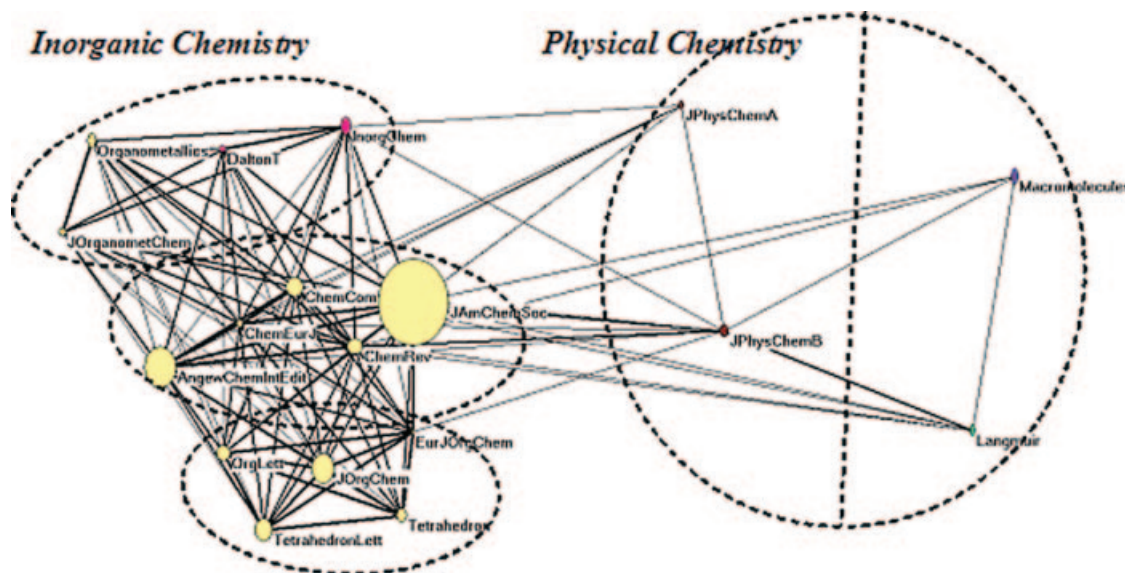 Inorganic Chemistry
Physical Chemistry
JPhysChemA
InorgChem
Organometallics
DaltonT
Macromolecules
JOrganometChem
ChemCom
JAmChemSoc
ChemEurJ
JPhysChemB
ChemRev
AngewChemIntEdit
EurJOrgChem
Langmuir
OrgLett
JOrgChem
Tetrahedron
TetrahedronLett